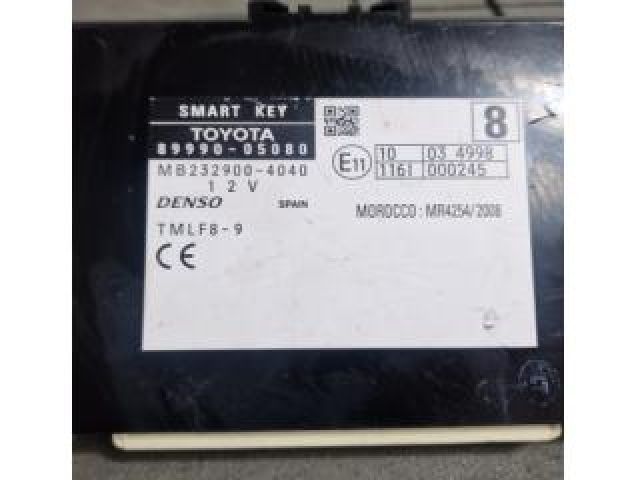 SMART KEY
TOYOTA
89990-05080
MB232900-4040
12V
DENSO SPAIN
TMLF8-9
CE
8
E11
10 03 4998
116I 000245
MOROCCO: MR4254/2008